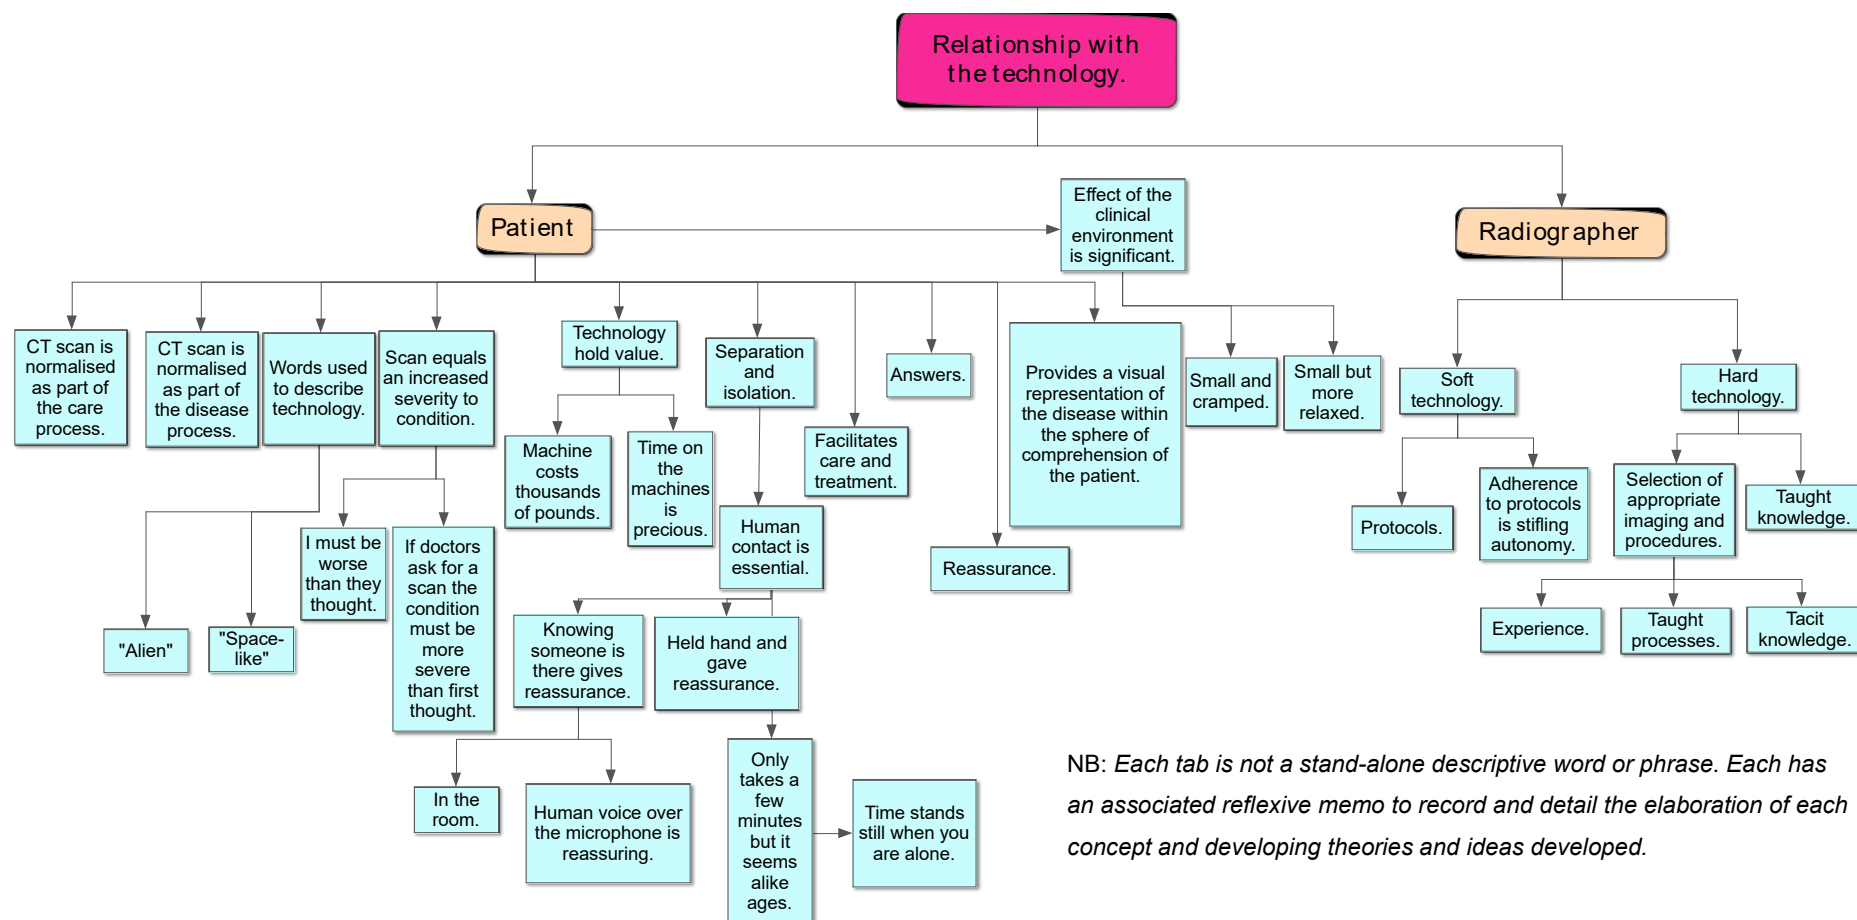 Relationship with
the technology.
Patient
Effect of the
clinical
environment
is significant.
Radiographer
CT scan is
normalised
as part of
the care
process.
CT scan is
normalised
as part of
the disease
process.
Words used
to describe
technology.
Scan equals
an increased
severity to
condition.
Technology
hold value.
Separation
and
isolation.
Answers.
Provides a visual
representation of
the disease within
the sphere of
comprehension of
the patient.
Small and
cramped.
Small but
more
relaxed.
Soft
technology.
Hard
technology.
Machine
costs
thousands
of pounds.
Time on
the
machines
is
precious.
Facilitates
care and
treatment.
Human
contact is
essential.
Reassurance.
Protocols.
Adherence
to protocols
is stifling
autonomy.
Selection of
appropriate
imaging and
procedures.
Taught
knowledge.
I must be
worse
than they
thought.
If doctors
ask for a
scan the
condition
must be
more
severe
than first
thought.
"Alien"
"Space-
like"
Knowing
someone is
there gives
reassurance.
Held hand and
gave
reassurance.
Experience.
Taught
processes.
Tacit
knowledge.
In the
room.
Human voice over
the microphone is
reassuring.
Only
takes a
few
minutes
but it
seems
alike
ages.
Time stands
still when you
are alone.
NB: Each tab is not a stand-alone descriptive word or phrase. Each has
an associated reflexive memo to record and detail the elaboration of each
concept and developing theories and ideas developed.